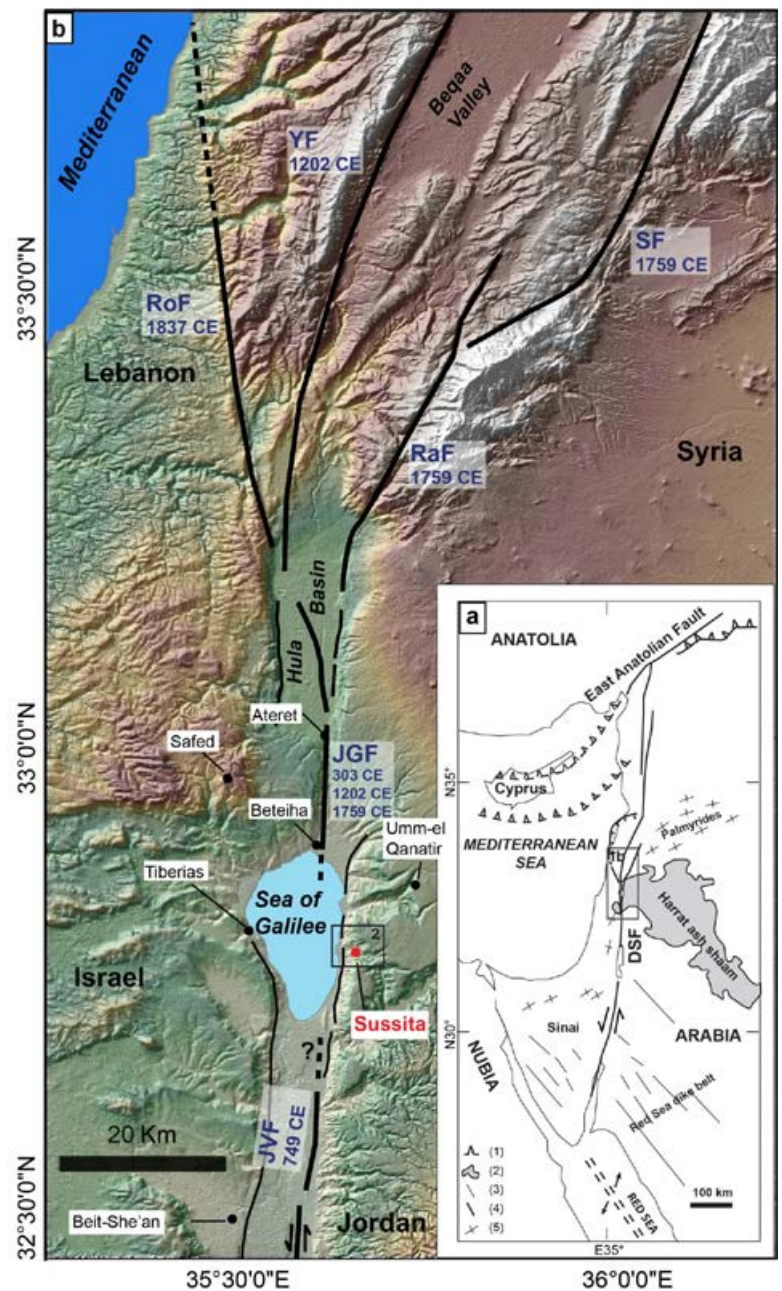 b
Mediterranean
YF
1202 CE
Beqaa
Valley
SF
1759 CE
RoF
1837 CE
33°30'0"N
Lebanon
RaF
1759 CE
Syria
Hula
Basin
Ateret
Safed
33°0'0"N
JGF
303 CE
1202 CE
1759 CE
Beteiha
Umm-el
Qanatir
Tiberias
Sea of
Galilee
2
Israel
Sussita
?
JVF
749 CE
20 Km
Beit-She'an
Jordan
32°30'0"N
35°30'0"E
36°0'0"E
a
ANATOLIA
East Anatolian Fault
N35°
Cyprus
Palmyrides
MEDITERRANEAN
SEA
1b
Harrat ash shaam
DSF
N30°
Sinai
ARABIA
NUBIA
Red Sea dike belt
(1)
(2)
(3)
(4)
(5)
RED SEA
100 km
E35°